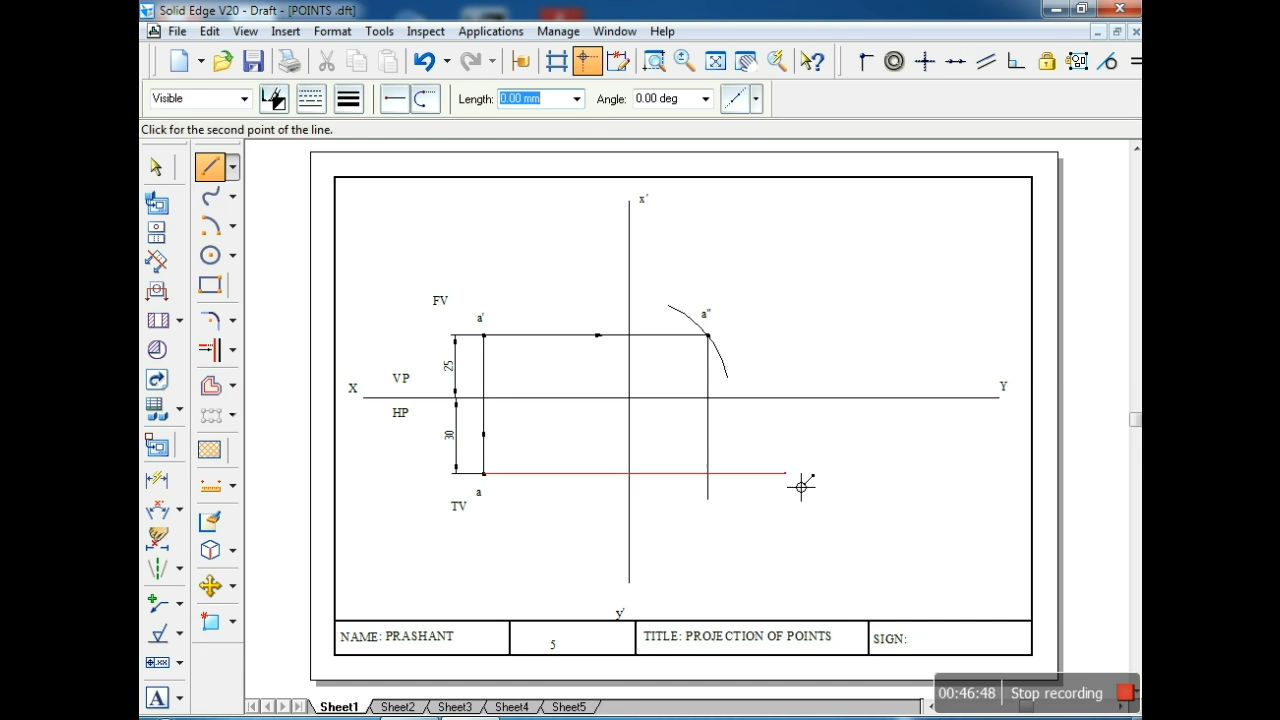 Solid Edge V20 - Draft - [POINTS .dft]
File Edit View Insert Format Tools Applications Inspect Manage Window Help
Visible Length: 0.00 mm Angle: 0.00 deg
Click for the second point of the line.
x'
FV
a' a"
25
VP
X Y
HP
30
a
TV
y'
NAME: PRASHANT 5 TITLE: PROJECTION OF POINTS SIGN:
A
Sheet1 Sheet2 Sheet3 Sheet4 Sheet5
00:46:48 Stop recording